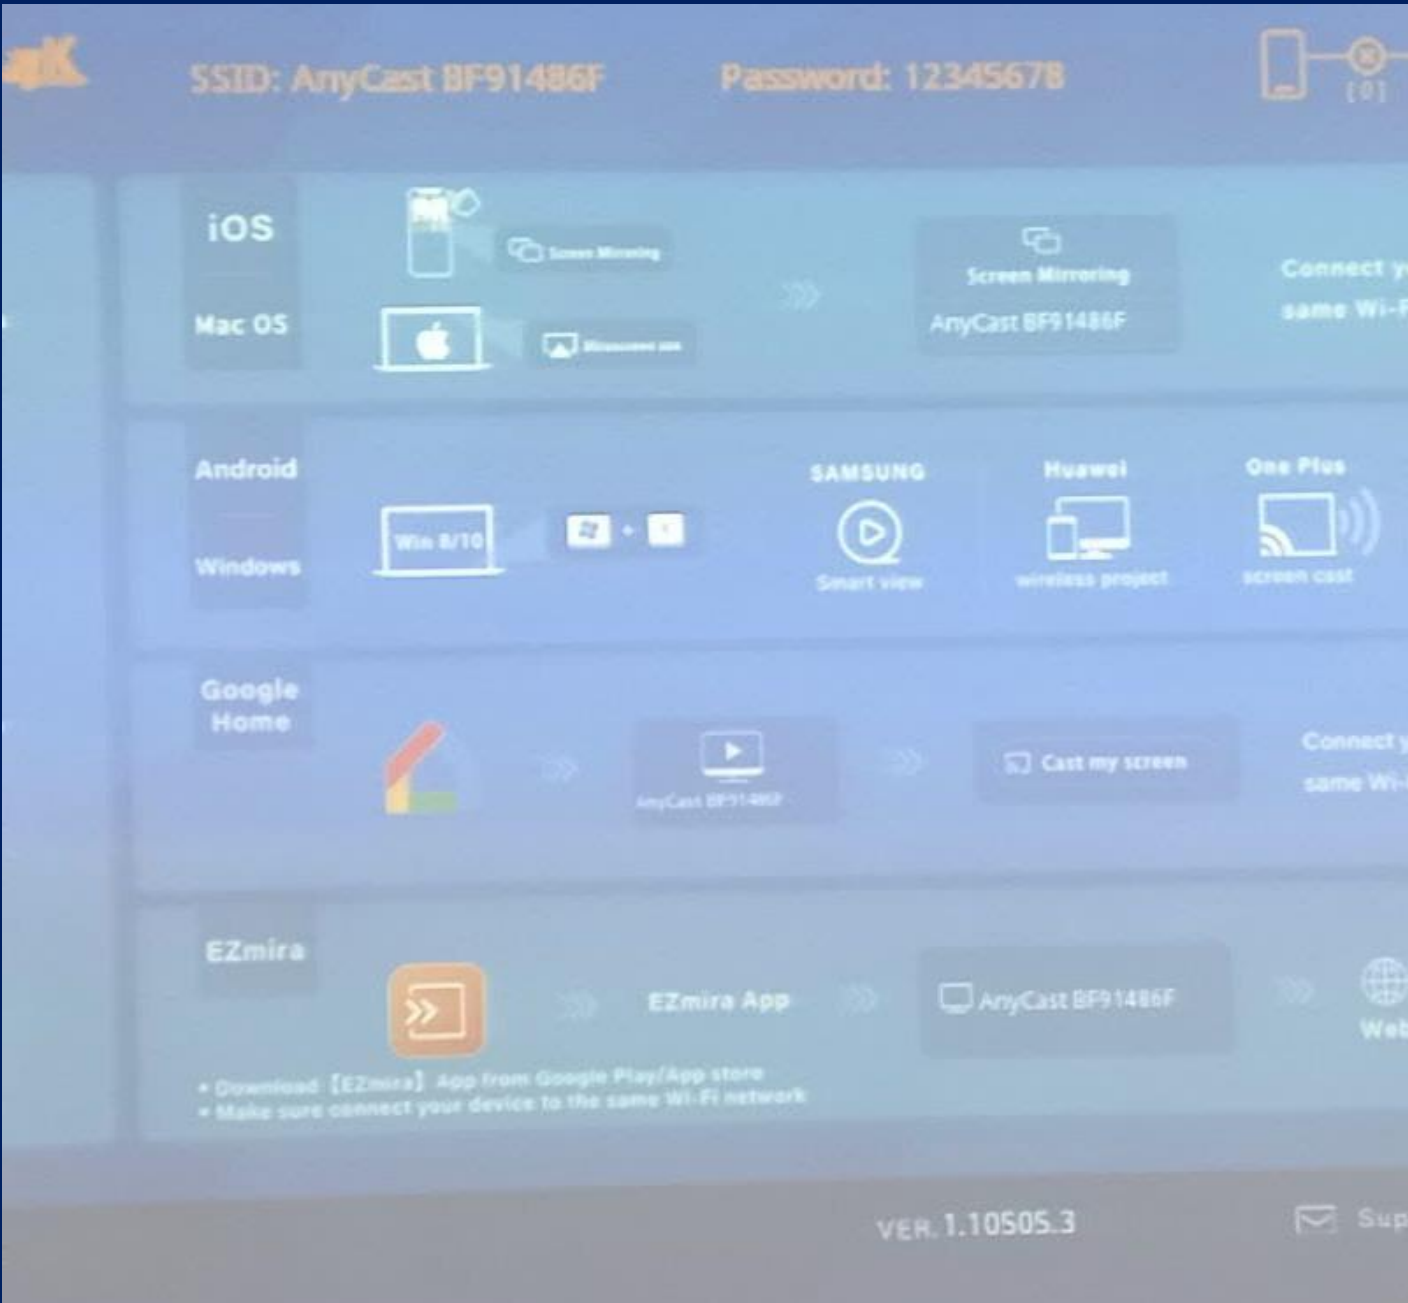 K
SSID: AnyCast BF91486F
Password: 12345678
[0]
iOS
Screen Mirroring
Screen Mirroring
AnyCast BF91486F
Connect
same Wi-F
Mac OS
Android
Windows
Win 8/10
+
SAMSUNG
Smart view
Huawei
wireless project
One Plus
screen cast
Google
Home
AnyCast BF91486F
Cast my screen
Connect
same Wi-
EZmira
EZmira App
AnyCast BF91486F
Web
• Download【EZmira】App from Google Play/App store
• Make sure connect your device to the same Wi-Fi network
VER.1.10505.3
Sup